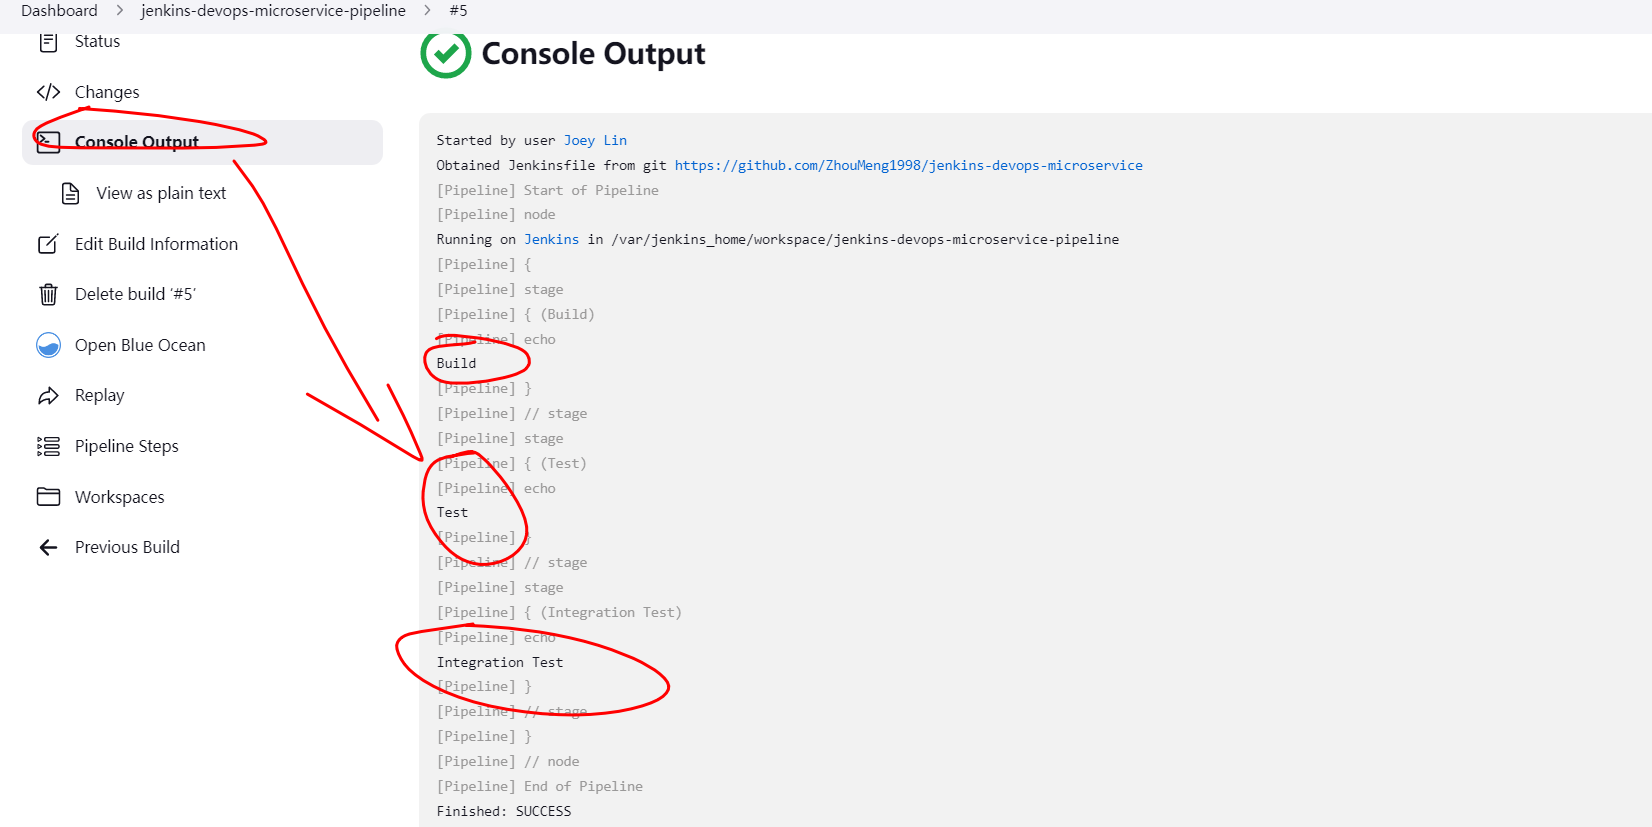 Dashboard > jenkins-devops-microservice-pipeline > #5
Status
Changes
Console Output
View as plain text
Edit Build Information
Delete build ‘#5’
Open Blue Ocean
Replay
Pipeline Steps
Workspaces
Previous Build
Console Output
Started by user Joey Lin
Obtained Jenkinsfile from git https://github.com/ZhouMeng1998/jenkins-devops-microservice
[Pipeline] Start of Pipeline
[Pipeline] node
Running on Jenkins in /var/jenkins_home/workspace/jenkins-devops-microservice-pipeline
[Pipeline] {
[Pipeline] stage
[Pipeline] { (Build)
[Pipeline] echo
Build
[Pipeline] }
[Pipeline] // stage
[Pipeline] stage
[Pipeline] { (Test)
[Pipeline] echo
Test
[Pipeline] }
[Pipeline] // stage
[Pipeline] stage
[Pipeline] { (Integration Test)
[Pipeline] echo
Integration Test
[Pipeline] }
[Pipeline] // stage
[Pipeline] }
[Pipeline] // node
[Pipeline] End of Pipeline
Finished: SUCCESS